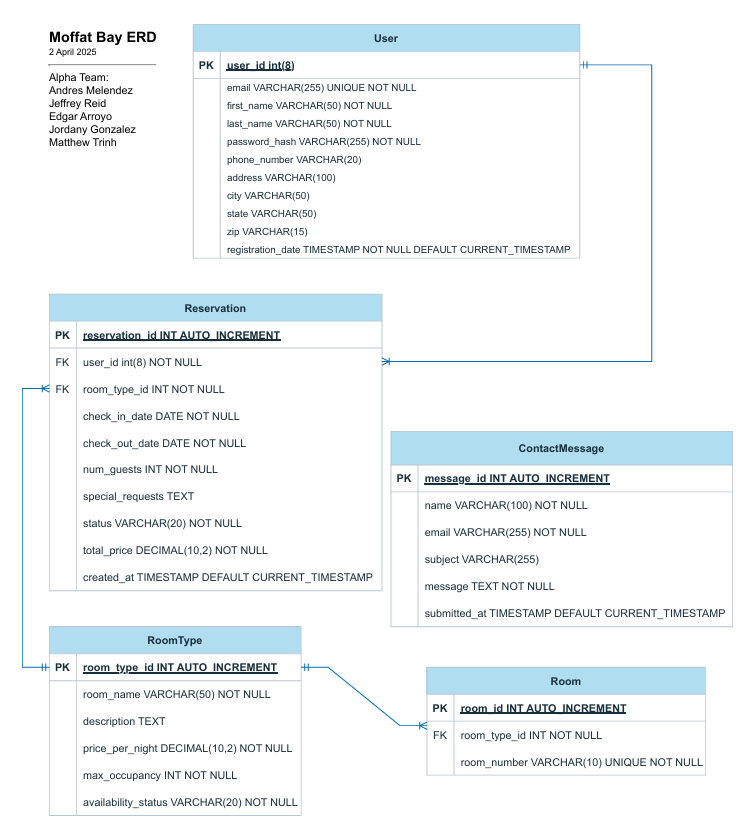 Moffat Bay ERD
2 April 2025
Alpha Team:
Andres Melendez
Jeffrey Reid
Edgar Arroyo
Jordany Gonzalez
Matthew Trinh
User
PK user_id int(8)
email VARCHAR(255) UNIQUE NOT NULL
first_name VARCHAR(50) NOT NULL
last_name VARCHAR(50) NOT NULL
password_hash VARCHAR(255) NOT NULL
phone_number VARCHAR(20)
address VARCHAR(100)
city VARCHAR(50)
state VARCHAR(50)
zip VARCHAR(15)
registration_date TIMESTAMP NOT NULL DEFAULT CURRENT_TIMESTAMP
Reservation
PK reservation_id INT AUTO_INCREMENT
FK user_id int(8) NOT NULL
FK room_type_id INT NOT NULL
check_in_date DATE NOT NULL
check_out_date DATE NOT NULL
num_guests INT NOT NULL
special_requests TEXT
status VARCHAR(20) NOT NULL
total_price DECIMAL(10,2) NOT NULL
created_at TIMESTAMP DEFAULT CURRENT_TIMESTAMP
ContactMessage
PK message_id INT AUTO_INCREMENT
name VARCHAR(100) NOT NULL
email VARCHAR(255) NOT NULL
subject VARCHAR(255)
message TEXT NOT NULL
submitted_at TIMESTAMP DEFAULT CURRENT_TIMESTAMP
RoomType
PK room_type_id INT AUTO_INCREMENT
room_name VARCHAR(50) NOT NULL
description TEXT
price_per_night DECIMAL(10,2) NOT NULL
max_occupancy INT NOT NULL
availability_status VARCHAR(20) NOT NULL
Room
PK room_id INT AUTO_INCREMENT
FK room_type_id INT NOT NULL
room_number VARCHAR(10) UNIQUE NOT NULL